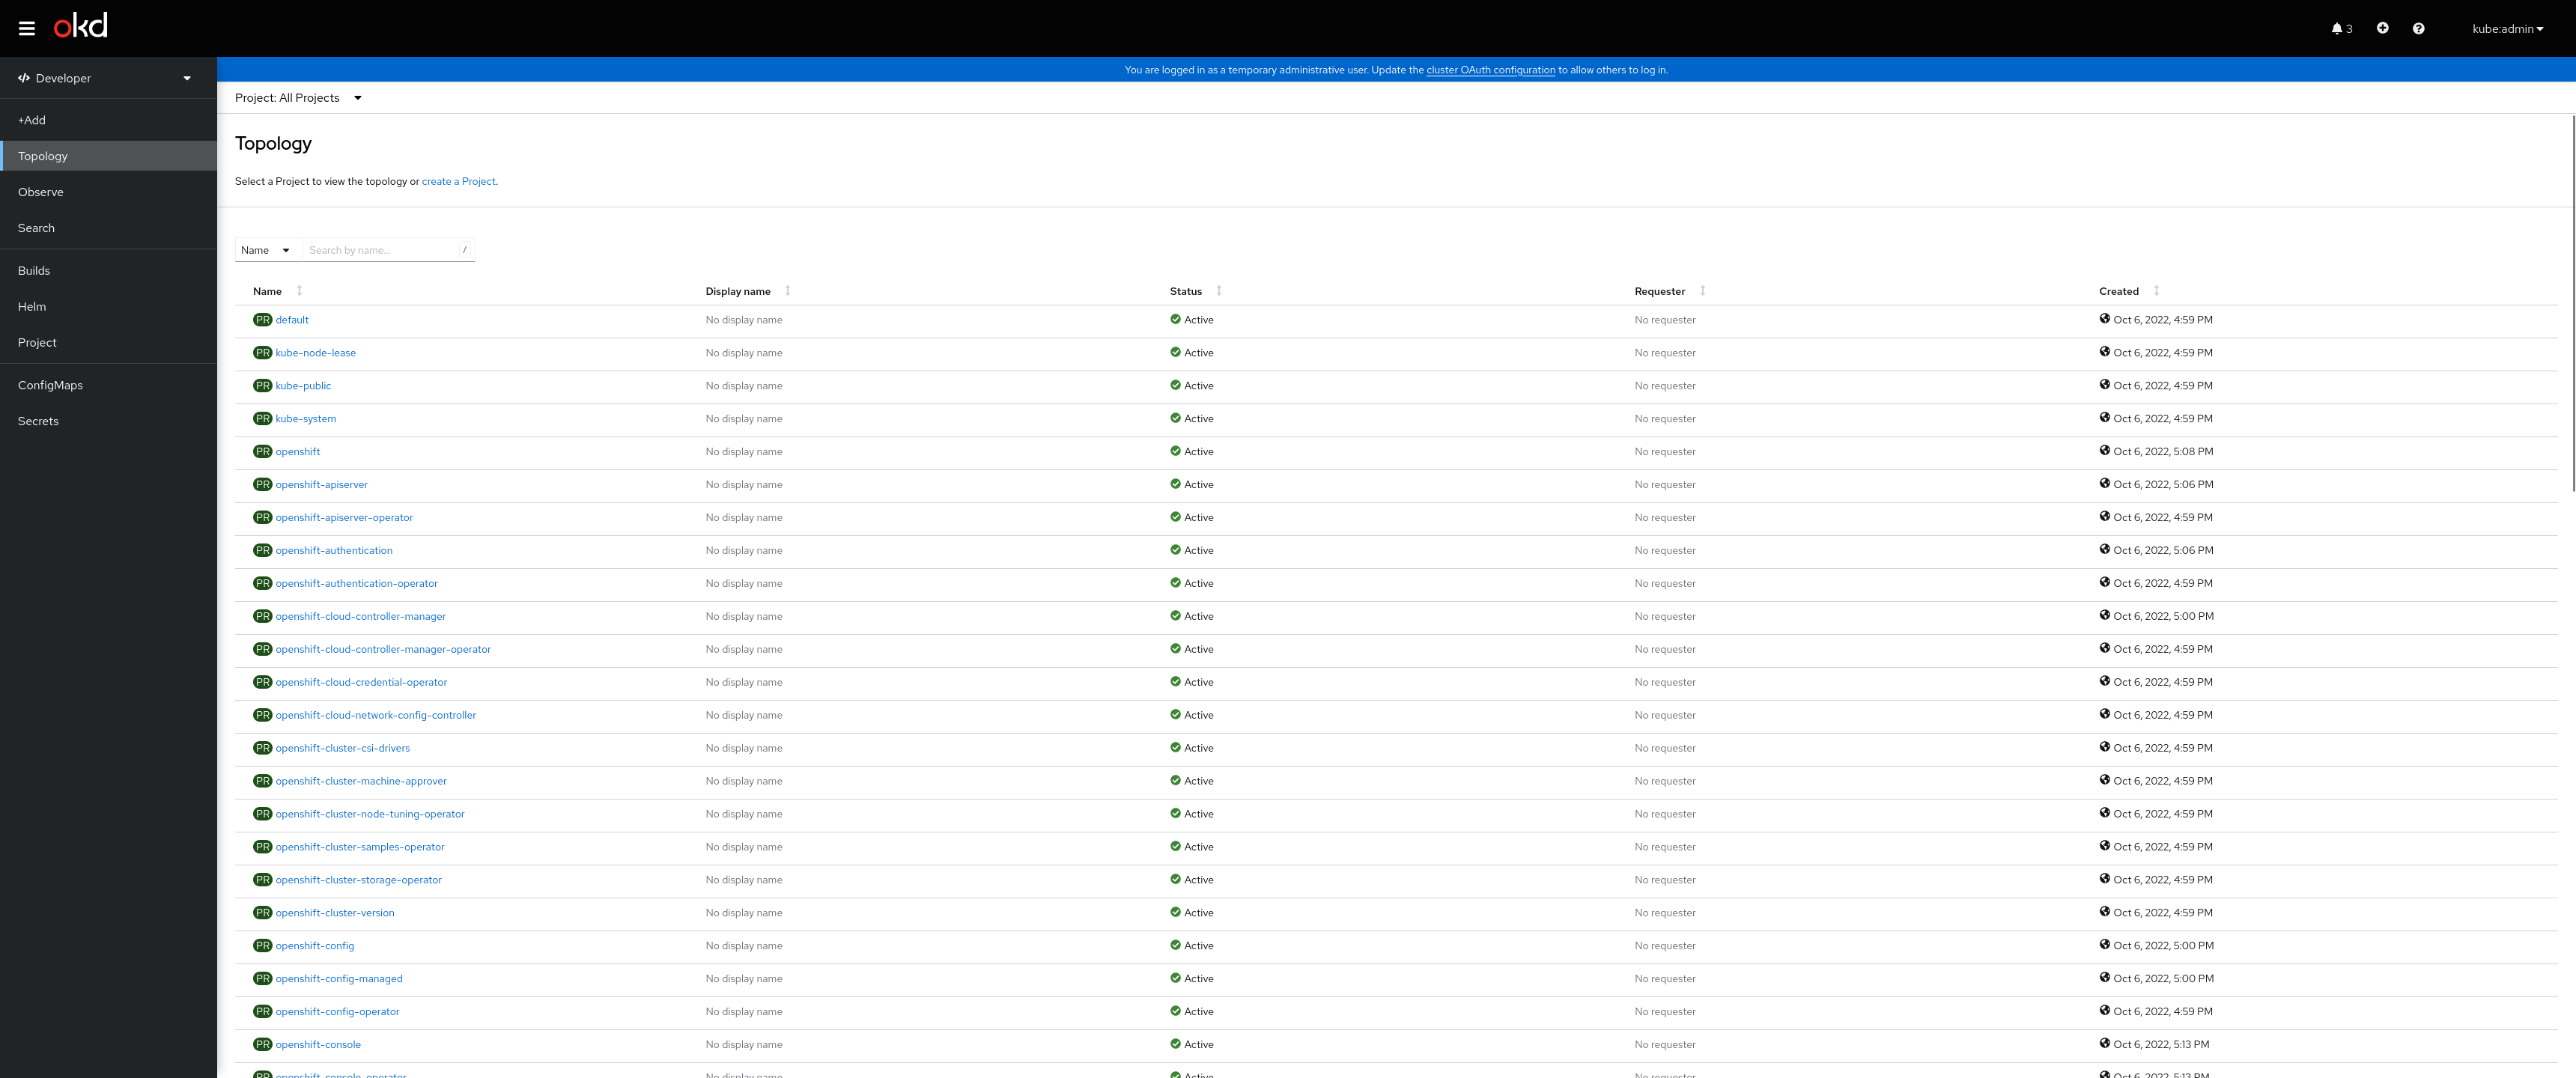 okd
3
kube:admin
Developer
You are logged in as a temporary administrative user. Update the cluster OAuth configuration to allow others to log in.
Project: All Projects
+Add
Topology
Observe
Search
Builds
Helm
Project
ConfigMaps
Secrets
Topology
Select a Project to view the topology or create a Project.
Name Search by name... /
Name Display name Status Requester Created
PR default No display name Active No requester Oct 6, 2022, 4:59 PM
PR kube-node-lease No display name Active No requester Oct 6, 2022, 4:59 PM
PR kube-public No display name Active No requester Oct 6, 2022, 4:59 PM
PR kube-system No display name Active No requester Oct 6, 2022, 4:59 PM
PR openshift No display name Active No requester Oct 6, 2022, 5:08 PM
PR openshift-apiserver No display name Active No requester Oct 6, 2022, 5:06 PM
PR openshift-apiserver-operator No display name Active No requester Oct 6, 2022, 4:59 PM
PR openshift-authentication No display name Active No requester Oct 6, 2022, 5:06 PM
PR openshift-authentication-operator No display name Active No requester Oct 6, 2022, 4:59 PM
PR openshift-cloud-controller-manager No display name Active No requester Oct 6, 2022, 5:00 PM
PR openshift-cloud-controller-manager-operator No display name Active No requester Oct 6, 2022, 4:59 PM
PR openshift-cloud-credential-operator No display name Active No requester Oct 6, 2022, 4:59 PM
PR openshift-cloud-network-config-controller No display name Active No requester Oct 6, 2022, 4:59 PM
PR openshift-cluster-csi-drivers No display name Active No requester Oct 6, 2022, 4:59 PM
PR openshift-cluster-machine-approver No display name Active No requester Oct 6, 2022, 4:59 PM
PR openshift-cluster-node-tuning-operator No display name Active No requester Oct 6, 2022, 4:59 PM
PR openshift-cluster-samples-operator No display name Active No requester Oct 6, 2022, 4:59 PM
PR openshift-cluster-storage-operator No display name Active No requester Oct 6, 2022, 4:59 PM
PR openshift-cluster-version No display name Active No requester Oct 6, 2022, 4:59 PM
PR openshift-config No display name Active No requester Oct 6, 2022, 5:00 PM
PR openshift-config-managed No display name Active No requester Oct 6, 2022, 5:00 PM
PR openshift-config-operator No display name Active No requester Oct 6, 2022, 4:59 PM
PR openshift-console No display name Active No requester Oct 6, 2022, 5:13 PM
PR openshift-console-operator No display name Active No requester Oct 6, 2022, 5:13 PM